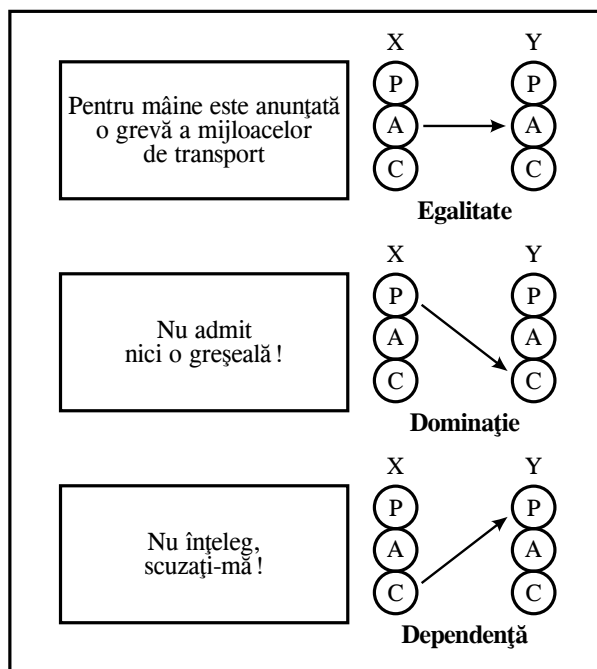 X Y
Pentru mâine este anunţată
o grevă a mijloacelor
de transport
P P
A A
C C
Egalitate
X Y
Nu admit
nici o greşeală !
P P
A A
C C
Dominaţie
X Y
Nu înţeleg,
scuzaţi-mă !
P P
A A
C C
Dependenţă